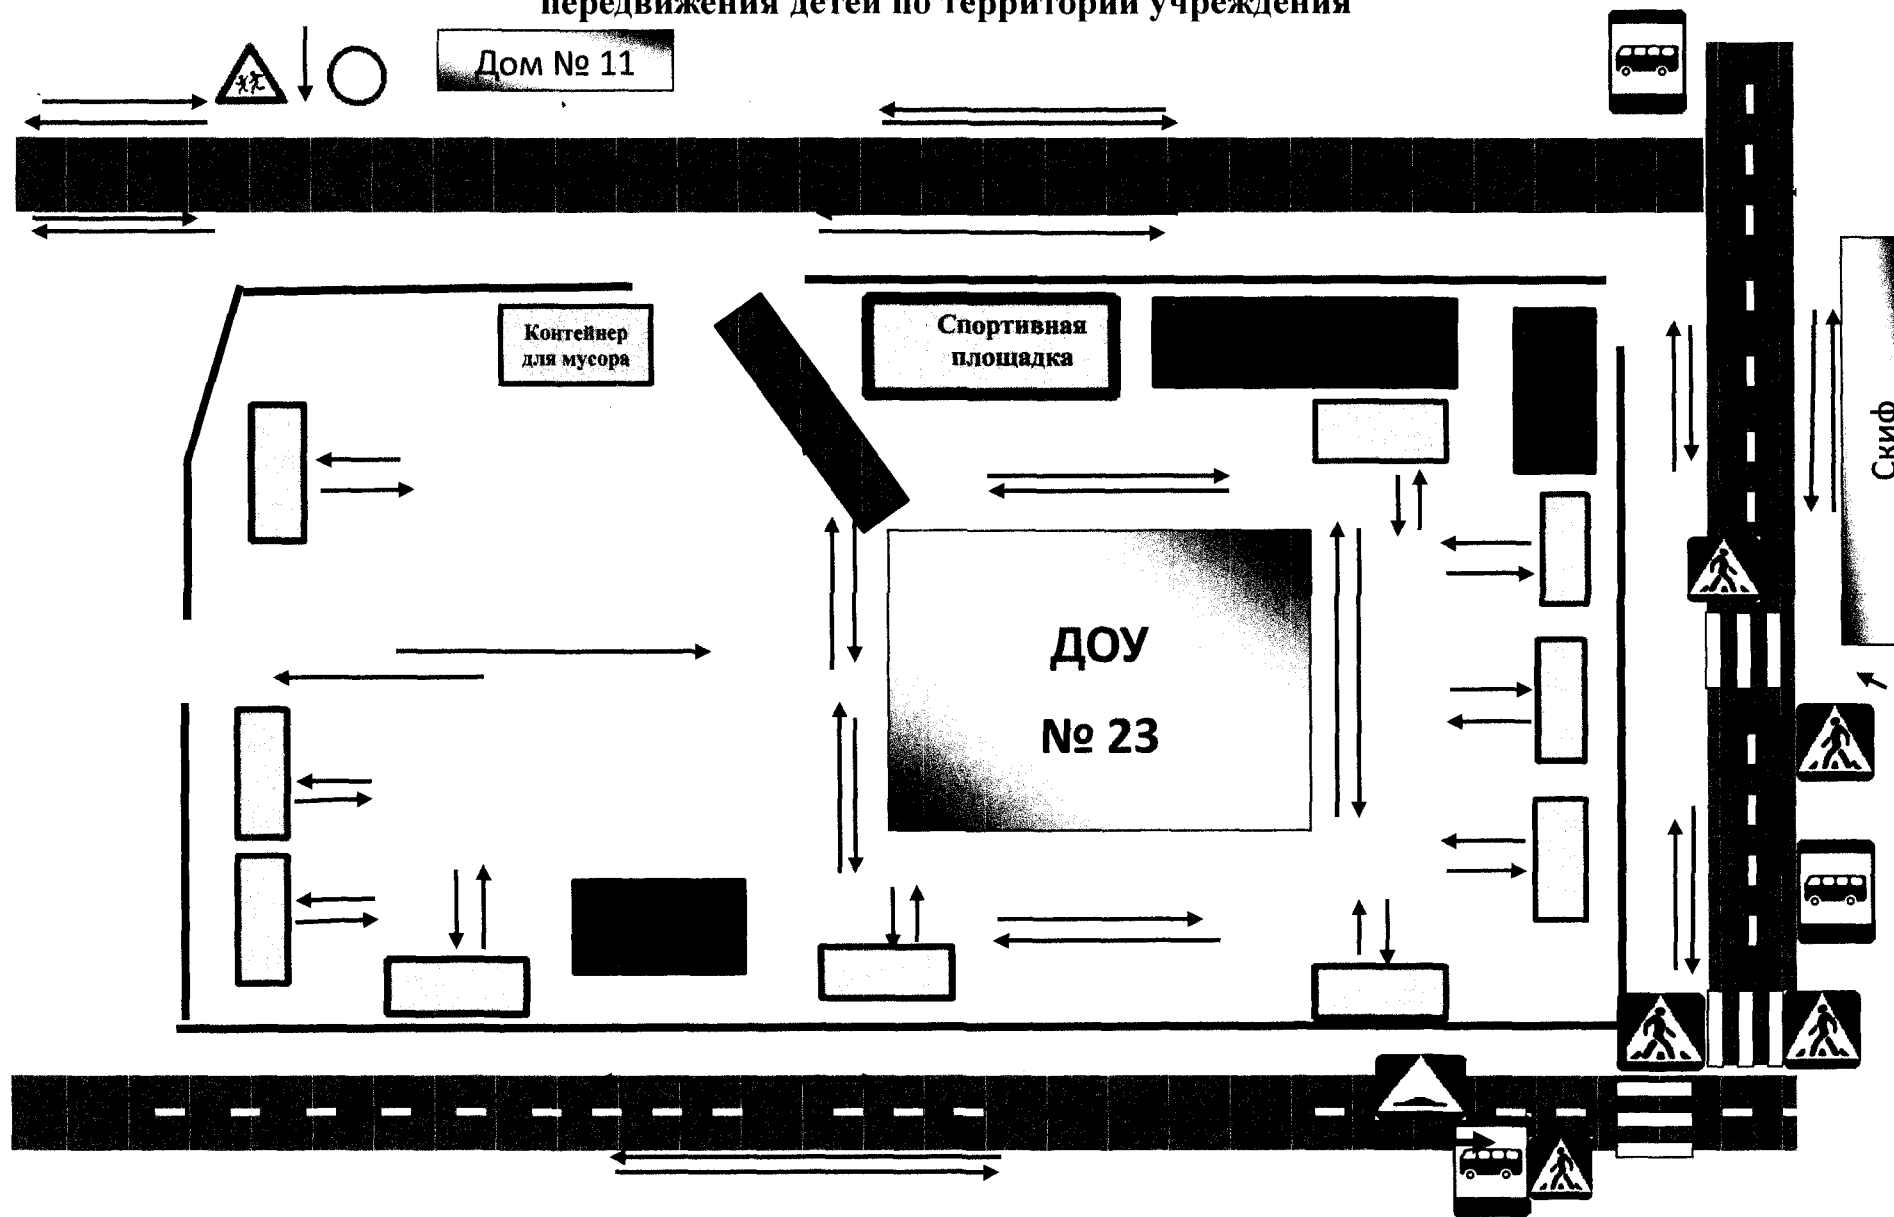 передвижения детей по территории учреждения
Дом № 11
Контейнер
для мусора
Спортивная
площадка
Скиф
ДОУ
№ 23